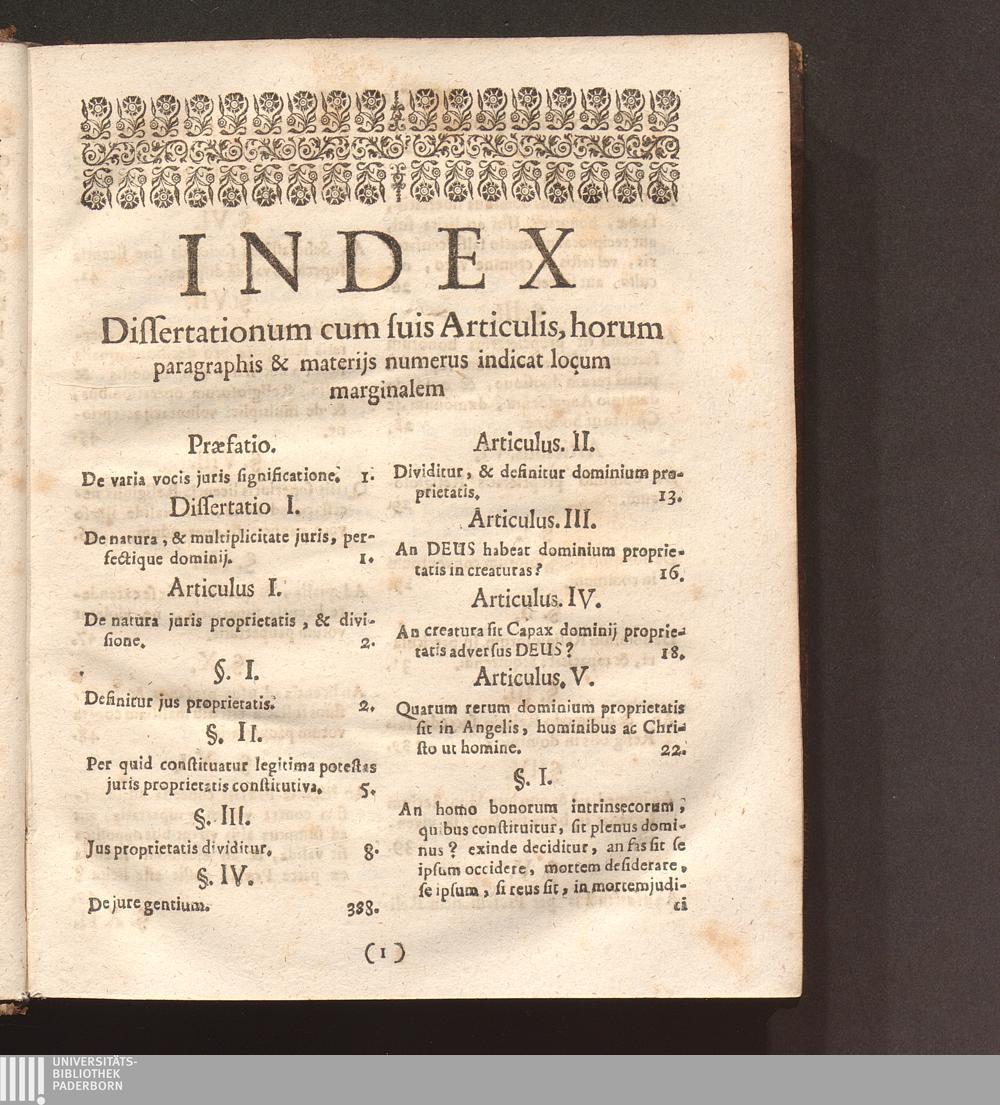 INDEX
Diſſertationum cum ſuis Articulis, horum
paragraphis & materijs numerus indicat loçum
marginalem
Præfatio.
De varia vocis juris ſignificatione. 1.
Diſſertatio I.
De natura, & multiplicitate juris, per-
fectique dominij. 1.
Articulus I.
De natura juris proprietatis, & divi-
ſione. 2.
§. I.
Definitur jus proprietatis. 2.
§. II.
Per quid conſtituatur legitima poteſtas
juris proprietatis conſtitutiva. 5.
§. III.
Jus proprietatis dividitur. 8.
§. IV.
De jure gentium. 388.
Articulus. II.
Dividitur, & definitur dominium pro-
prietatis. 13.
Articulus. III.
An DEUS habeat dominium proprie-
tatis in creaturas? 16.
Articulus. IV.
An creatura ſit Capax dominij proprie-
tatis adverſus DEUS? 18.
Articulus. V.
Quarum rerum dominium proprietatis
ſit in Angelis, hominibus ac Chri-
ſto ut homine. 22.
§. I.
An homo bonorum intrinsecorum,
quibus conſtituitur, ſit plenus domi-
nus? exinde deciditur, an fas ſit ſe
ipſum occidere, mortem deſiderare,
ſe ipſum, ſi reus ſit, in mortem judi-
ci
(1)
UNIVERSITÄTS-
BIBLIOTHEK
PADERBORN